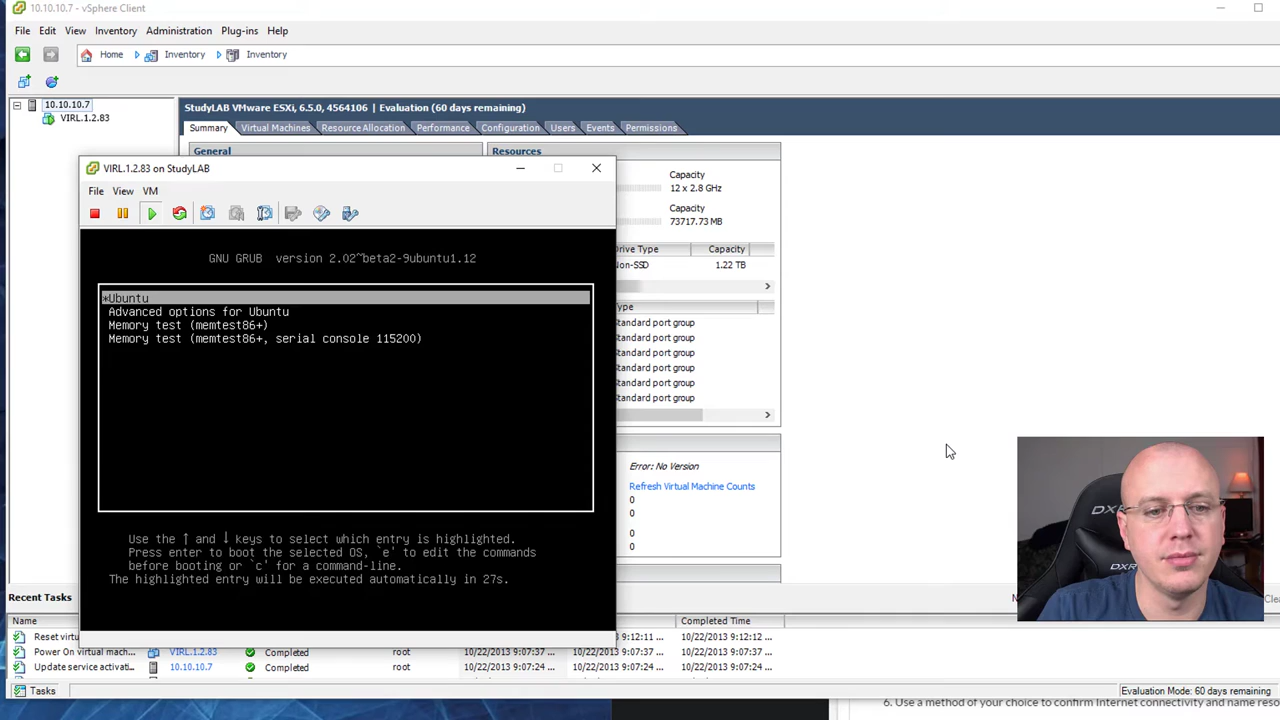 10.10.10.7 - vSphere Client
File Edit View Inventory Administration Plug-ins Help
Home Inventory Inventory
10.10.10.7
VIRL.1.2.83
StudyLAB VMware ESXi, 6.5.0, 4564106 | Evaluation (60 days remaining)
Summary Virtual Machines Resource Allocation Performance Configuration Users Events Permissions
General
Resources
Capacity
12 x 2.8 GHz
Capacity
73717.73 MB
Drive Type Capacity
Non-SSD 1.22 TB
Type
Standard port group
Standard port group
Standard port group
Standard port group
Standard port group
Standard port group
Error: No Version
Refresh Virtual Machine Counts
0
0
0
0
VIRL.1.2.83 on StudyLAB
File View VM
GNU GRUB version 2.02~beta2-9ubuntu1.12
*Ubuntu
Advanced options for Ubuntu
Memory test (memtest86+)
Memory test (memtest86+, serial console 115200)
Use the ↑ and ↓ keys to select which entry is highlighted.
Press enter to boot the selected OS, `e' to edit the commands
before booting or `c' for a command-line.
The highlighted entry will be executed automatically in 27s.
DXR
Recent Tasks
Name Completed Time
Reset virtu 10/22/2013 9:12:11 ... 10/22/2013 9:12:12 ...
Power On virtual mach... VIRL.1.2.83 Completed root 10/22/2013 9:07:37 ... 10/22/2013 9:07:37 ...
Update service activati... 10.10.10.7 Completed root 10/22/2013 9:07:24 ... 10/22/2013 9:07:24 ...
Tasks Evaluation Mode: 60 days remaining
6. Use a method of your choice to confirm Internet connectivity and name reso